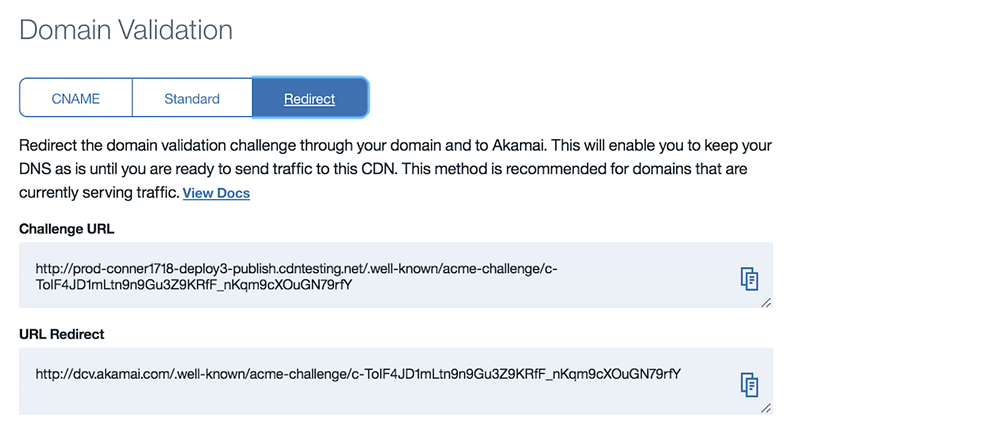 Domain Validation
CNAME
Standard
Redirect
Redirect the domain validation challenge through your domain and to Akamai. This will enable you to keep your
DNS as is until you are ready to send traffic to this CDN. This method is recommended for domains that are
currently serving traffic. View Docs
Challenge URL
http://prod-conner1718-deploy3-publish.cdntesting.net/.well-known/acme-challenge/c-
ToIF4JD1mLtn9n9Gu3Z9KRfF_nKqm9cXOuGN79rfY
URL Redirect
http://dcv.akamai.com/.well-known/acme-challenge/c-ToIF4JD1mLtn9n9Gu3Z9KRfF_nKqm9cXOuGN79rfY